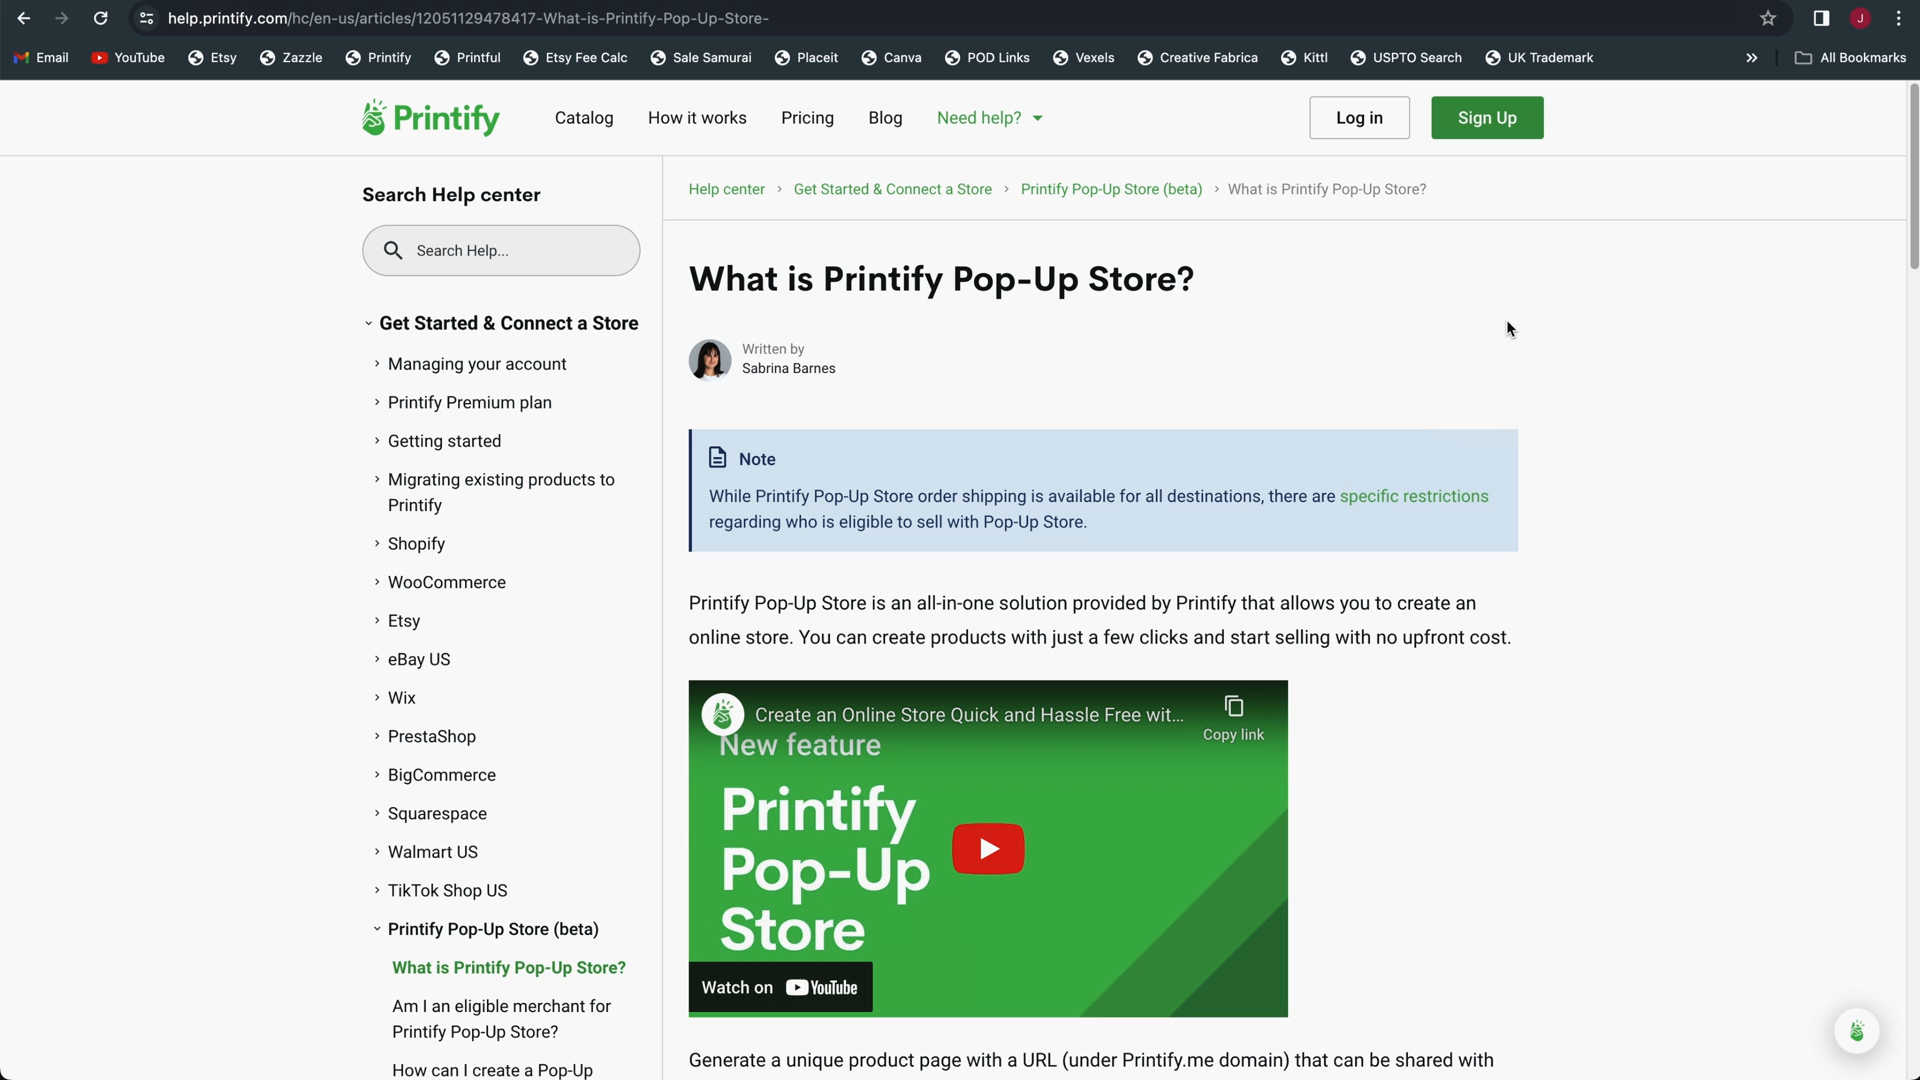 help.printify.com/hc/en-us/articles/12051129478417-What-is-Printify-Pop-Up-Store-
J
Email YouTube Etsy Zazzle Printify Printful Etsy Fee Calc Sale Samurai Placeit Canva POD Links Vexels Creative Fabrica Kittl USPTO Search UK Trademark » All Bookmarks
Printify Catalog How it works Pricing Blog Need help? Log in Sign Up
Search Help center
Search Help...
Get Started & Connect a Store
Managing your account
Printify Premium plan
Getting started
Migrating existing products to
Printify
Shopify
WooCommerce
Etsy
eBay US
Wix
PrestaShop
BigCommerce
Squarespace
Walmart US
TikTok Shop US
Printify Pop-Up Store (beta)
What is Printify Pop-Up Store?
Am I an eligible merchant for
Printify Pop-Up Store?
How can I create a Pop-Up
Help center › Get Started & Connect a Store › Printify Pop-Up Store (beta) › What is Printify Pop-Up Store?
What is Printify Pop-Up Store?
Written by
Sabrina Barnes
Note
While Printify Pop-Up Store order shipping is available for all destinations, there are specific restrictions
regarding who is eligible to sell with Pop-Up Store.
Printify Pop-Up Store is an all-in-one solution provided by Printify that allows you to create an
online store. You can create products with just a few clicks and start selling with no upfront cost.
Create an Online Store Quick and Hassle Free wit...
Copy link
New feature
Printify
Pop-Up
Store
Watch on YouTube
Generate a unique product page with a URL (under Printify.me domain) that can be shared with